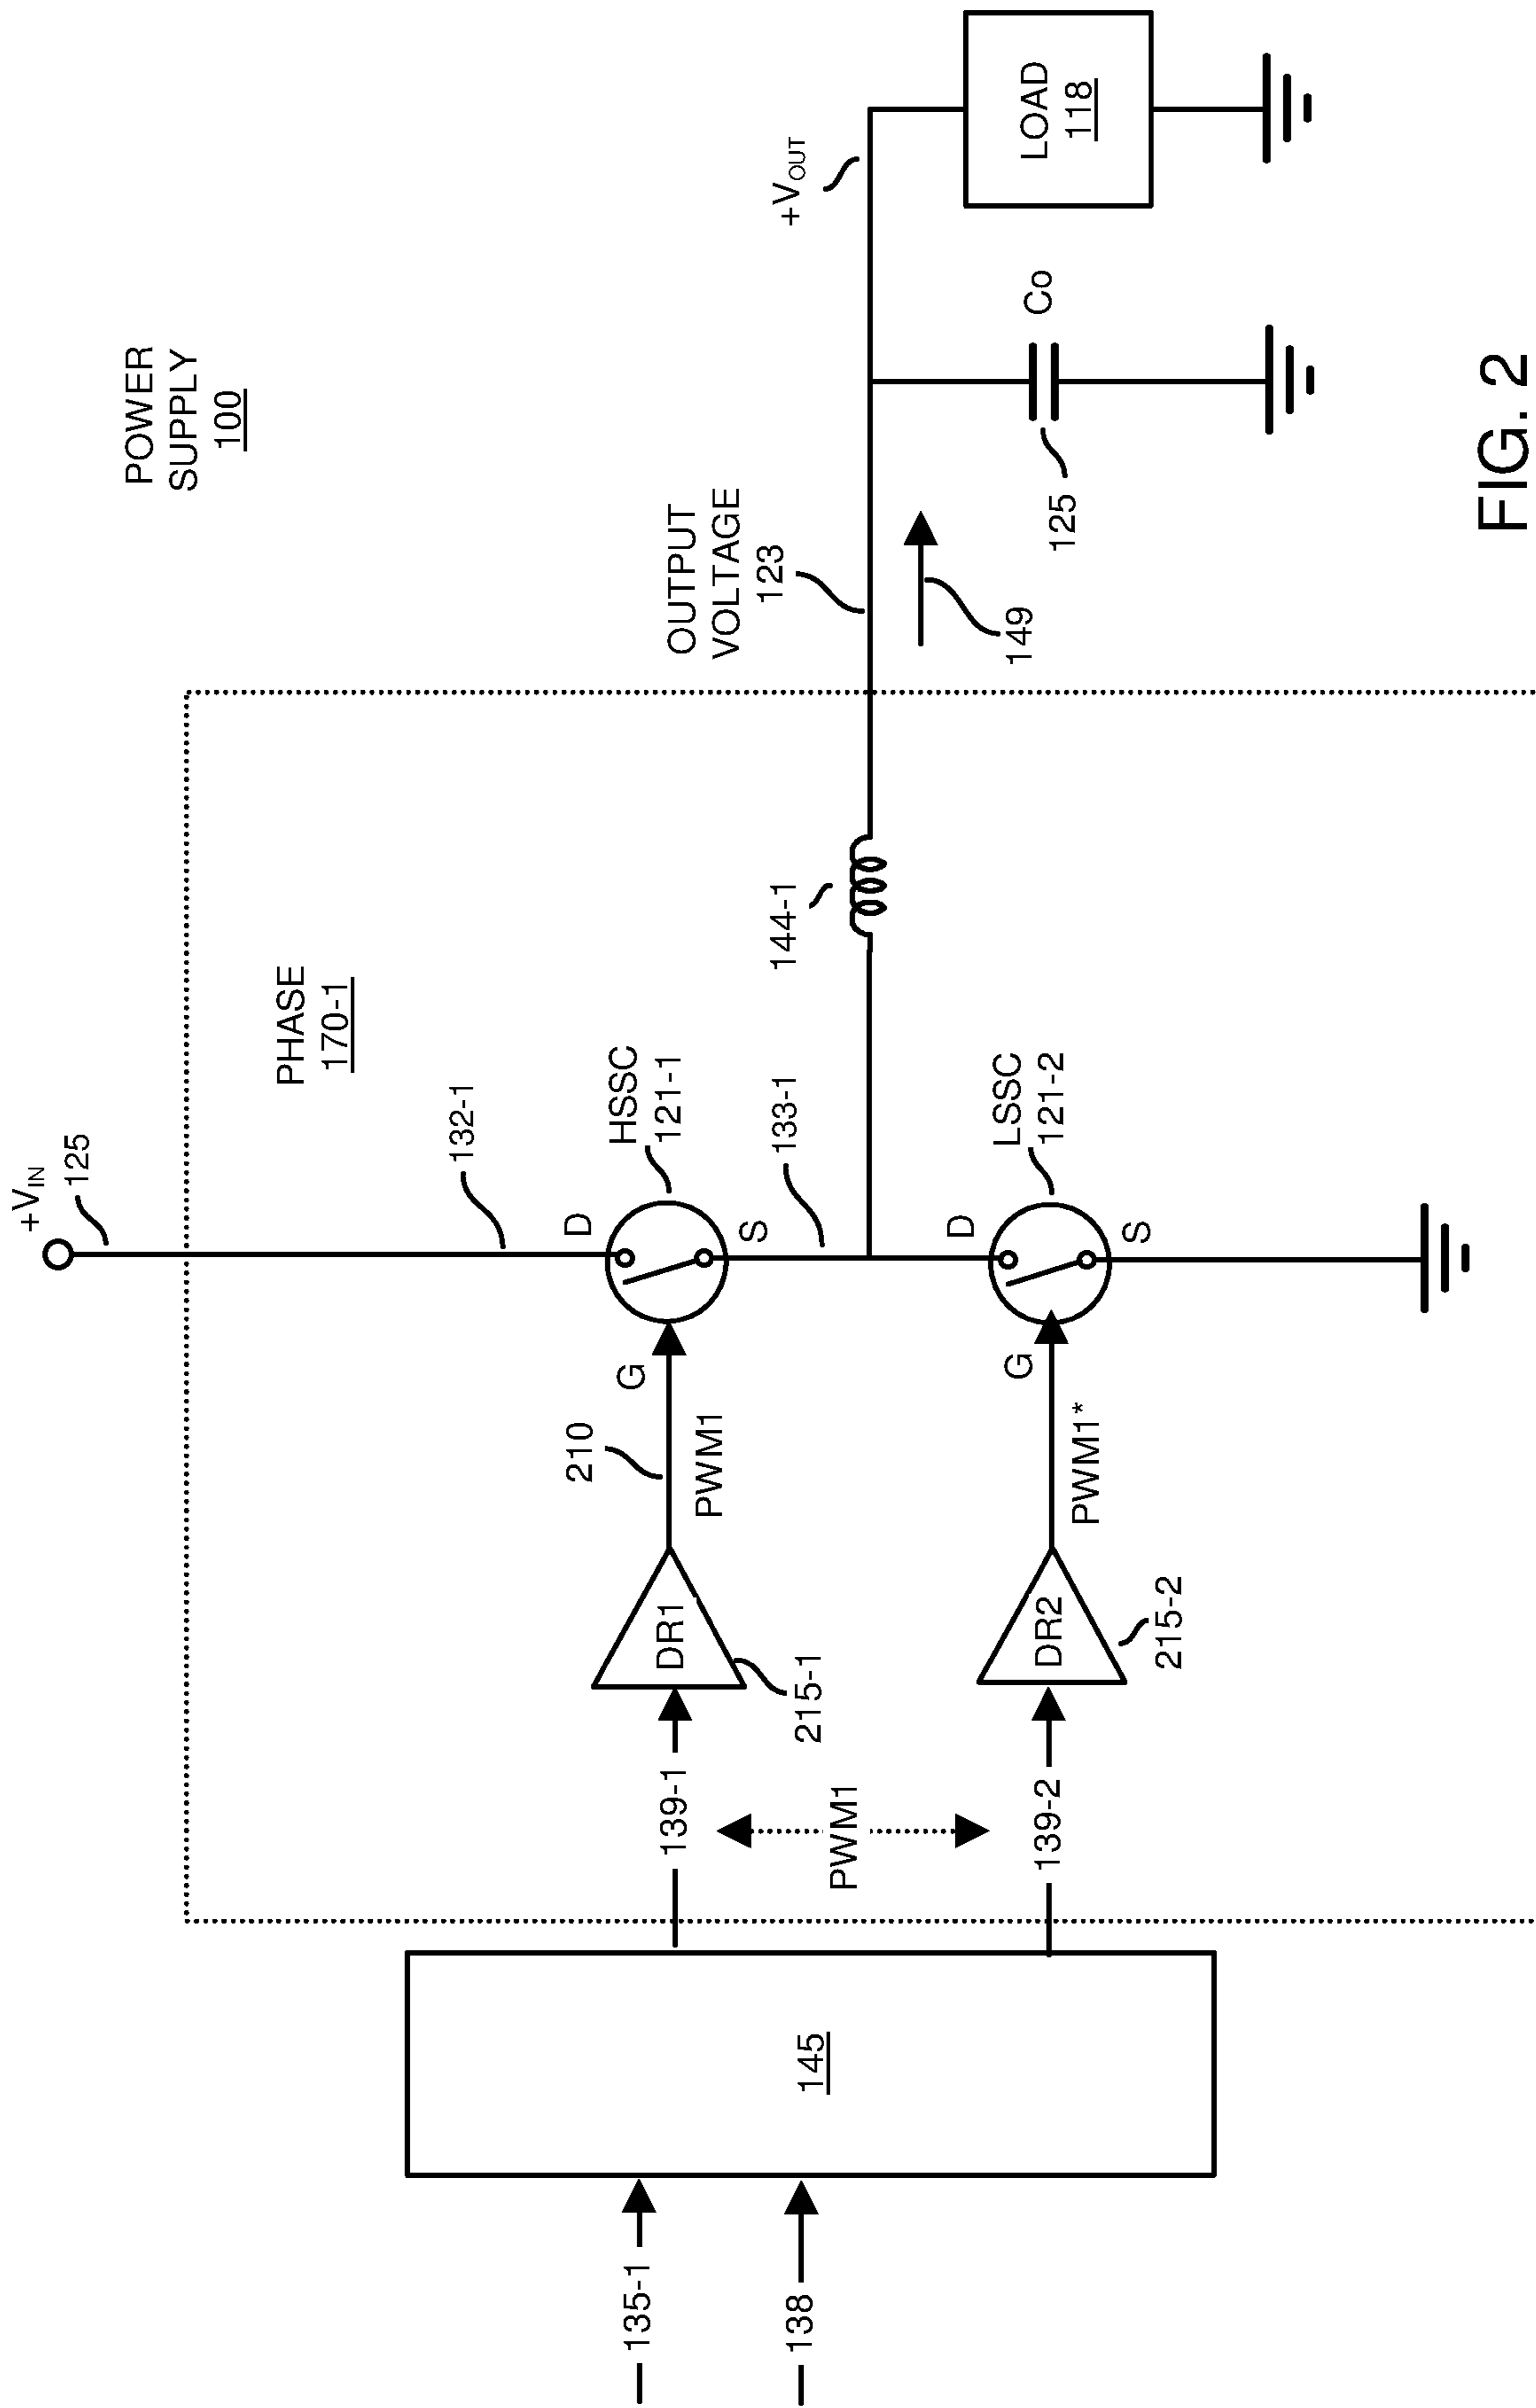 +VIN
125
POWER
SUPPLY
100
PHASE
170-1
132-1
HSSC
121-1
D
S
G
210
PWM1
DR1
215-1
139-1
133-1
144-1
OUTPUT
VOLTAGE
123
149
+VOUT
Co
125
LOAD
118
LSSC
121-2
D
S
G
PWM1*
DR2
215-2
139-2
PWM1
145
135-1
138
FIG. 2